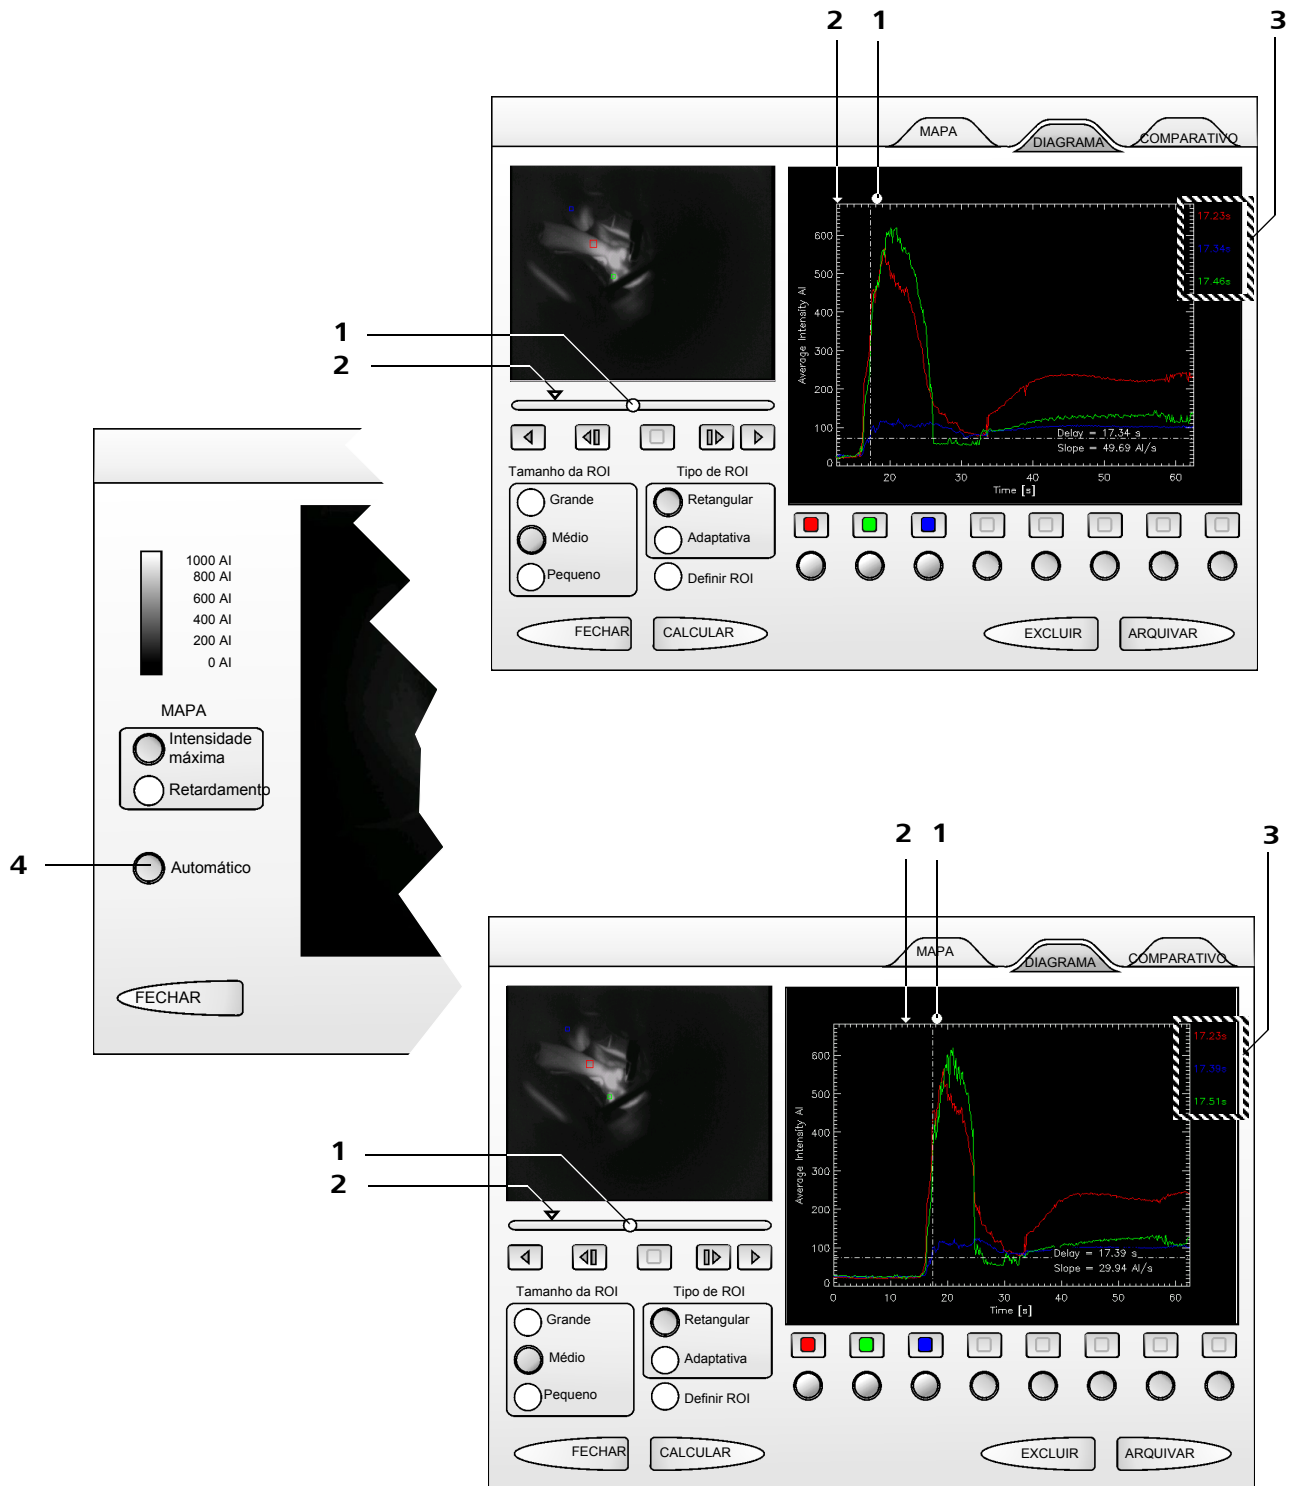 2 1 3
MAPA DIAGRAMA COMPARATIVO
17.23s
17.34s
17.46s
600
500
400
300
200
100
0
Average Intensity AI
20 30 40 50 60
Time [s]
Delay = 17.34 s
Slope = 49.69 AI/s
1
2
Tamanho da ROI Tipo de ROI
Grande Retangular
Médio Adaptativa
Pequeno Definir ROI
FECHAR CALCULAR EXCLUIR ARQUIVAR
1000 AI
800 AI
600 AI
400 AI
200 AI
0 AI
MAPA
Intensidade
máxima
Retardamento
4 Automático
FECHAR
2 1 3
MAPA DIAGRAMA COMPARATIVO
17.23s
17.39s
17.51s
600
500
400
300
200
100
0
Average Intensity AI
0 10 20 30 40 50 60
Time [s]
Delay = 17.39 s
Slope = 29.94 AI/s
1
2
Tamanho da ROI Tipo de ROI
Grande Retangular
Médio Adaptativa
Pequeno Definir ROI
FECHAR CALCULAR EXCLUIR ARQUIVAR